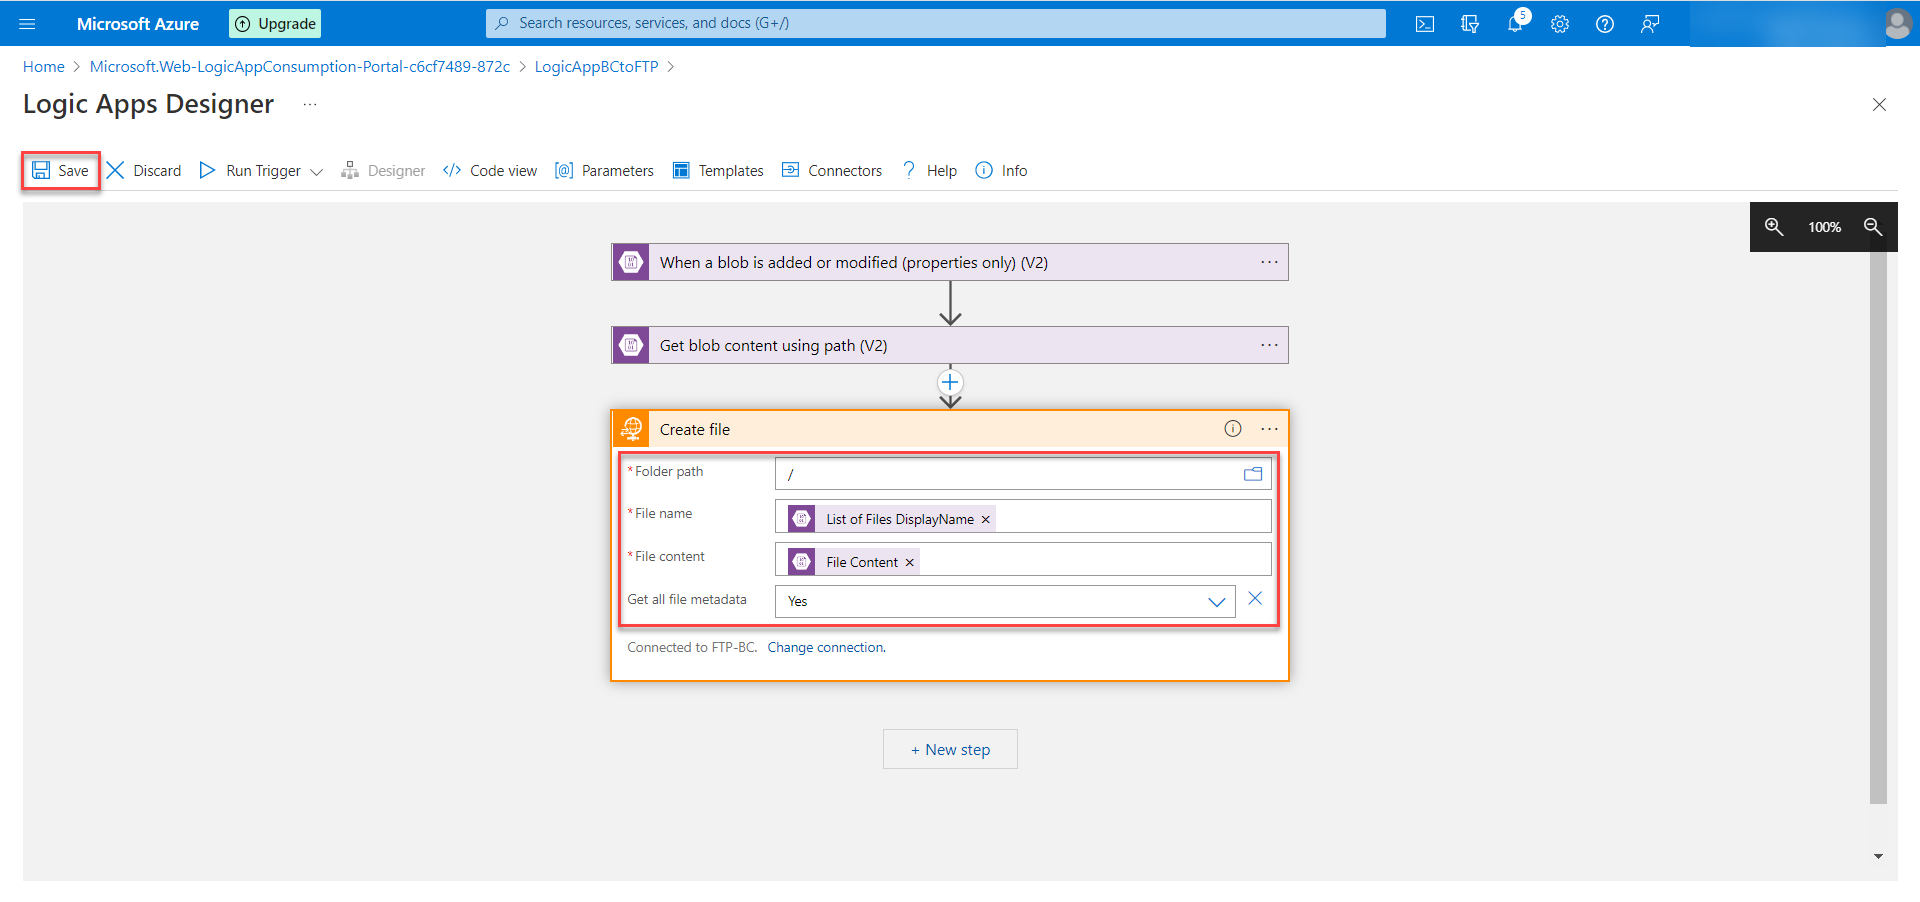 Microsoft Azure
Upgrade
Search resources, services, and docs (G+/)
5
Home > Microsoft.Web-LogicAppConsumption-Portal-c6cf7489-872c > LogicAppBCtoFTP >
Logic Apps Designer ...
Save Discard Run Trigger Designer Code view Parameters Templates Connectors ? Help Info
100%
When a blob is added or modified (properties only) (V2) ...
Get blob content using path (V2) ...
Create file ...
* Folder path /
* File name List of Files DisplayName ×
* File content File Content ×
Get all file metadata Yes
Connected to FTP-BC. Change connection.
+ New step